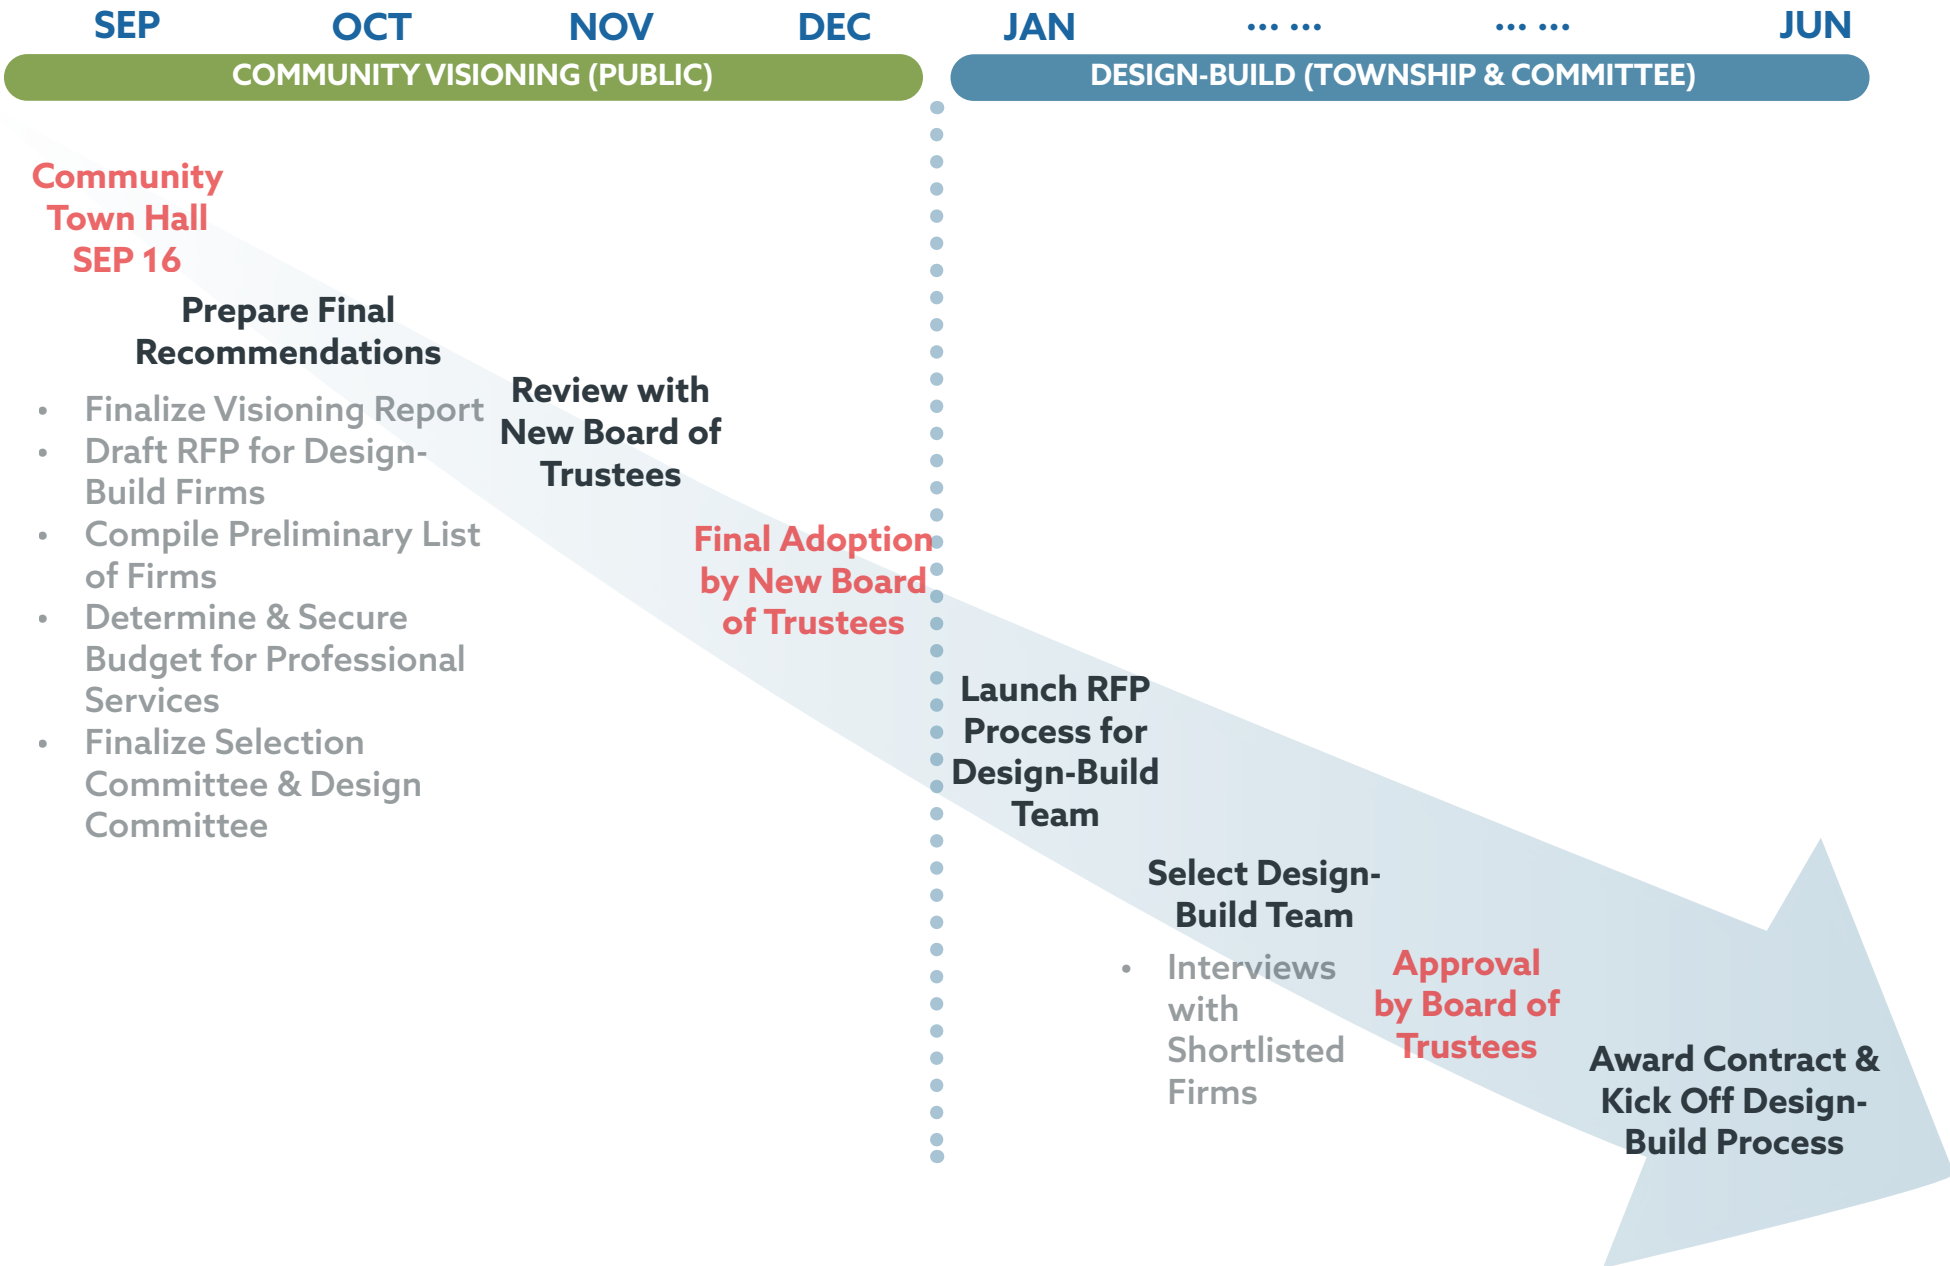 SEP OCT NOV DEC JAN ... ... ... ... JUN
COMMUNITY VISIONING (PUBLIC)
DESIGN-BUILD (TOWNSHIP & COMMITTEE)
Community
Town Hall
SEP 16
Prepare Final
Recommendations
• Finalize Visioning Report
• Draft RFP for Design-
Build Firms
• Compile Preliminary List
of Firms
• Determine & Secure
Budget for Professional
Services
• Finalize Selection
Committee & Design
Committee
Review with
New Board of
Trustees
Final Adoption
by New Board
of Trustees
Launch RFP
Process for
Design-Build
Team
Select Design-
Build Team
• Interviews
with
Shortlisted
Firms
Approval
by Board of
Trustees
Award Contract &
Kick Off Design-
Build Process